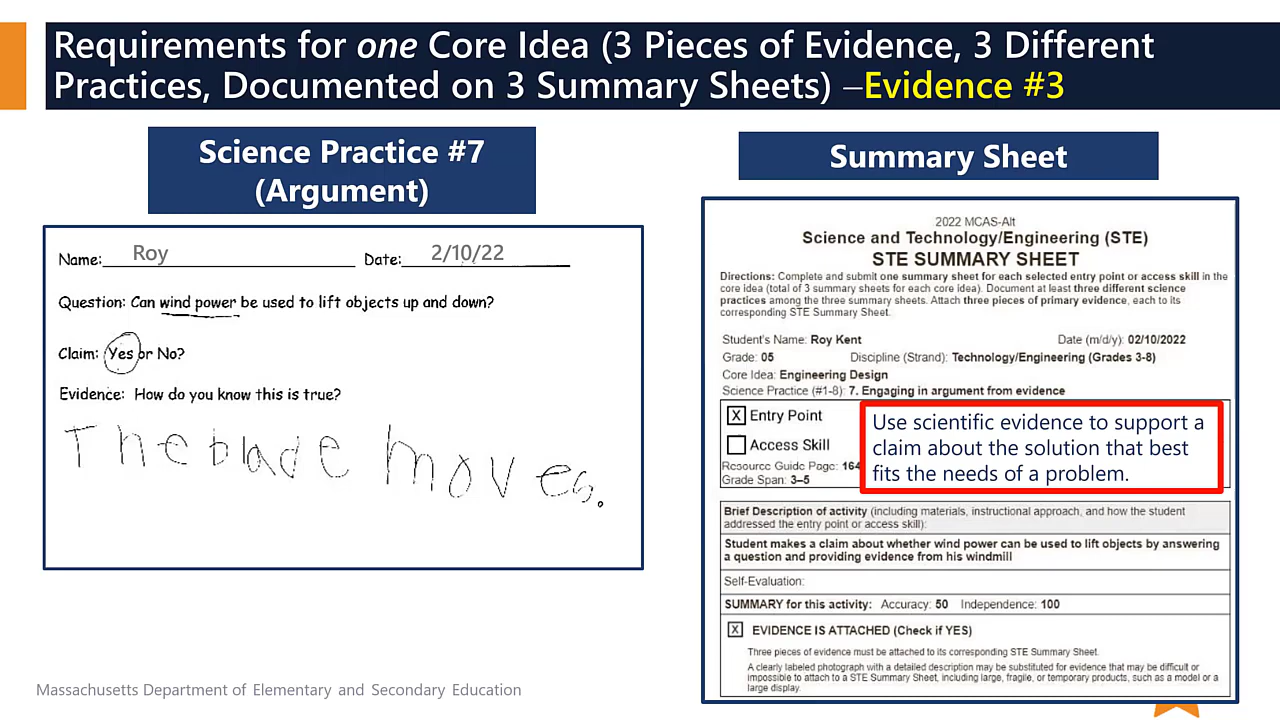 Requirements for one Core Idea (3 Pieces of Evidence, 3 Different
Practices, Documented on 3 Summary Sheets) –Evidence #3
Science Practice #7
(Argument)
Name: Roy Date: 2/10/22
Question: Can wind power be used to lift objects up and down?
Claim: Yes or No?
Evidence: How do you know this is true?
The blade moves.
Summary Sheet
2022 MCAS-Alt
Science and Technology/Engineering (STE)
STE SUMMARY SHEET
Directions: Complete and submit one summary sheet for each selected entry point or access skill in the
core idea (total of 3 summary sheets for each core idea). Document at least three different science
practices among the three summary sheets. Attach three pieces of primary evidence, each to its
corresponding STE Summary Sheet.
Student's Name: Roy Kent Date (m/d/y): 02/10/2022
Grade: 05 Discipline (Strand): Technology/Engineering (Grades 3-8)
Core Idea: Engineering Design
Science Practice (#1-8): 7. Engaging in argument from evidence
X Entry Point
Access Skill
Resource Guide Page: 164
Grade Span: 3–5
Use scientific evidence to support a
claim about the solution that best
fits the needs of a problem.
Brief Description of activity (including materials, instructional approach, and how the student
addressed the entry point or access skill):
Student makes a claim about whether wind power can be used to lift objects by answering
a question and providing evidence from his windmill
Self-Evaluation:
SUMMARY for this activity: Accuracy: 50 Independence: 100
X EVIDENCE IS ATTACHED (Check if YES)
Three pieces of evidence must be attached to its corresponding STE Summary Sheet.
A clearly labeled photograph with a detailed description may be substituted for evidence that may be difficult or
impossible to attach to a STE Summary Sheet, including large, fragile, or temporary products, such as a model or a
large display.
Massachusetts Department of Elementary and Secondary Education